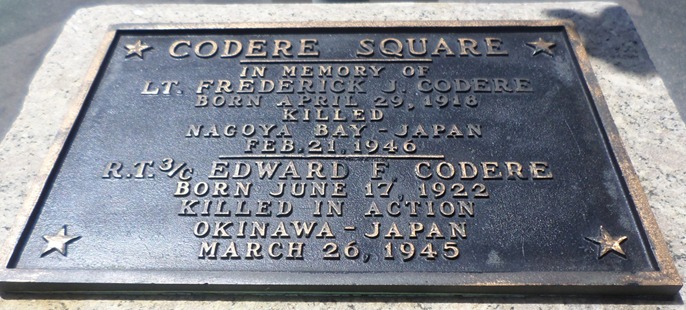 CODERE SQUARE
IN MEMORY OF
LT. FREDERICK J. CODERE
BORN APRIL 29, 1918
KILLED
NAGOYA BAY - JAPAN
FEB. 21, 1946
R.T. 3/C EDWARD F. CODERE
BORN JUNE 17, 1922
KILLED IN ACTION
OKINAWA - JAPAN
MARCH 26, 1945